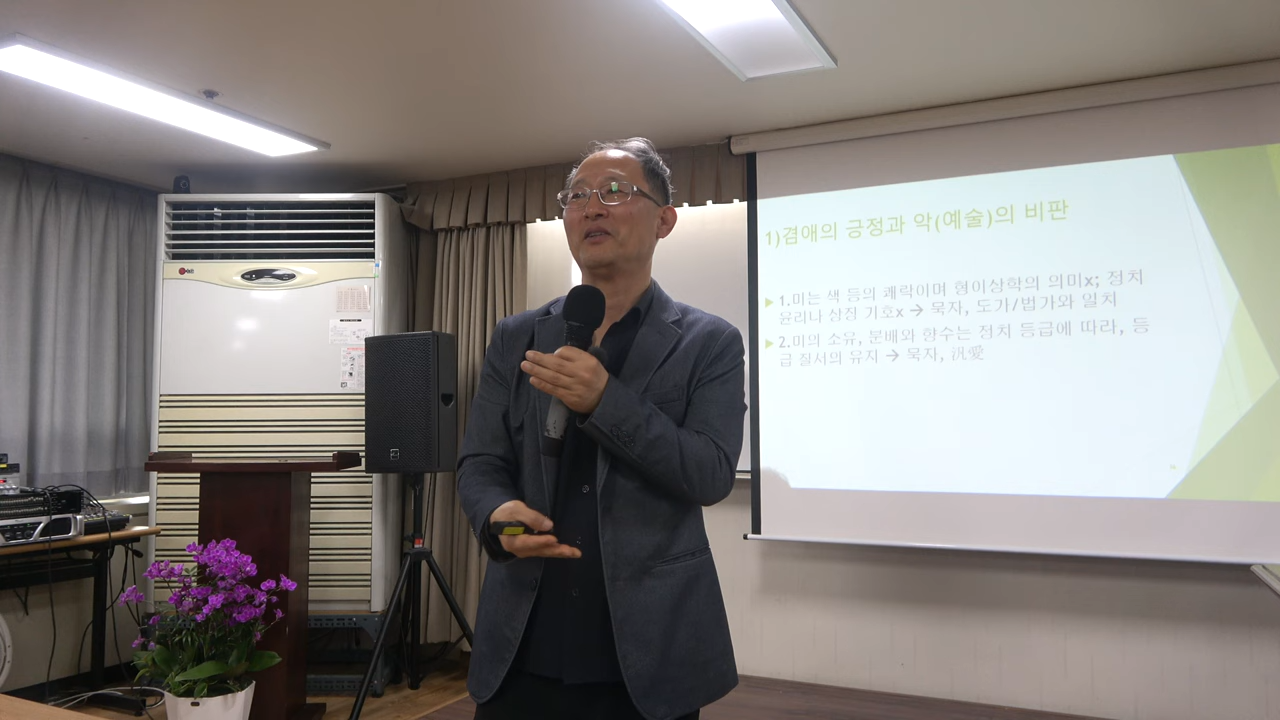 1)겸애의 긍정과 악(예술)의 비판
1.미는 색 등의 쾌락이며 형이상학의 의미x; 정치
윤리나 상징 기호x → 묵자, 도가/법가와 일치
2.미의 소유, 분배와 향수는 정치 등급에 따라, 등
급 질서의 유지 → 묵자, 汎愛